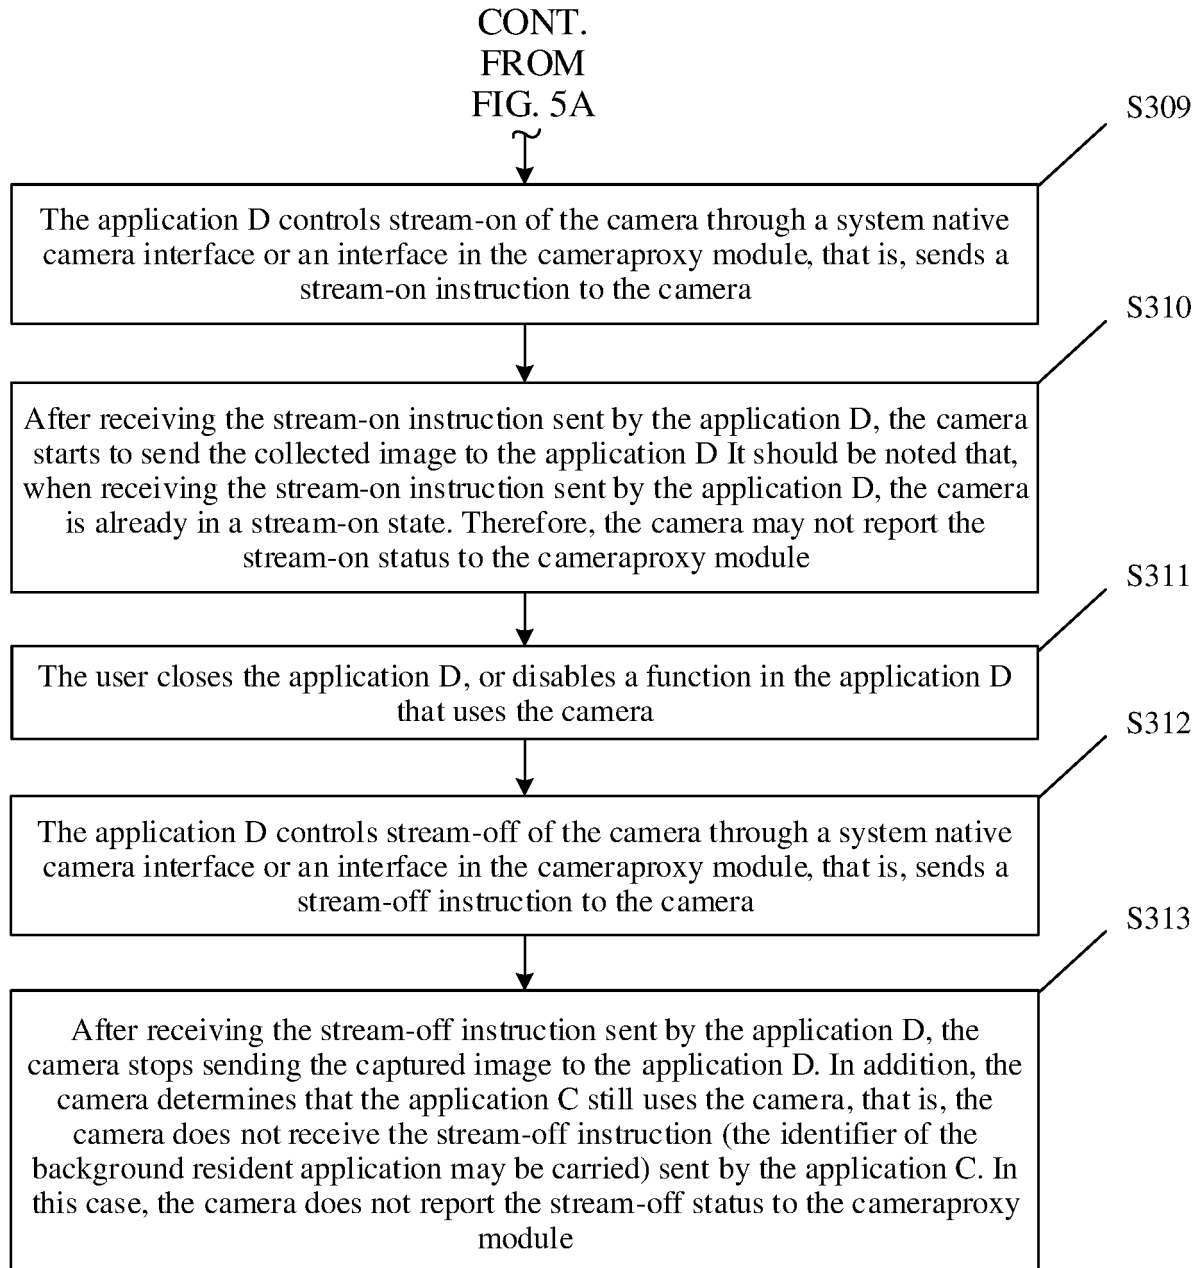 CONT.
FROM
FIG. 5A
S309
The application D controls stream-on of the camera through a system native
camera interface or an interface in the cameraproxy module, that is, sends a
stream-on instruction to the camera
S310
After receiving the stream-on instruction sent by the application D, the camera
starts to send the collected image to the application D It should be noted that,
when receiving the stream-on instruction sent by the application D, the camera
is already in a stream-on state. Therefore, the camera may not report the
stream-on status to the cameraproxy module
S311
The user closes the application D, or disables a function in the application D
that uses the camera
S312
The application D controls stream-off of the camera through a system native
camera interface or an interface in the cameraproxy module, that is, sends a
stream-off instruction to the camera
S313
After receiving the stream-off instruction sent by the application D, the
camera stops sending the captured image to the application D. In addition, the
camera determines that the application C still uses the camera, that is, the
camera does not receive the stream-off instruction (the identifier of the
background resident application may be carried) sent by the application C. In
this case, the camera does not report the stream-off status to the cameraproxy
module